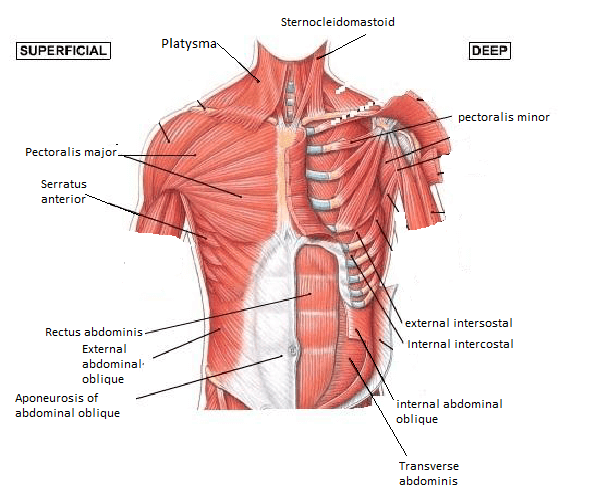 Sternocleidomastoid
Platysma
SUPERFICIAL
DEEP
pectoralis minor
Pectoralis major
Serratus
anterior
external intersostal
Rectus abdominis
Internal intercostal
External
abdominal
oblique
Aponeurosis of
abdominal oblique
internal abdominal
oblique
Transverse
abdominis